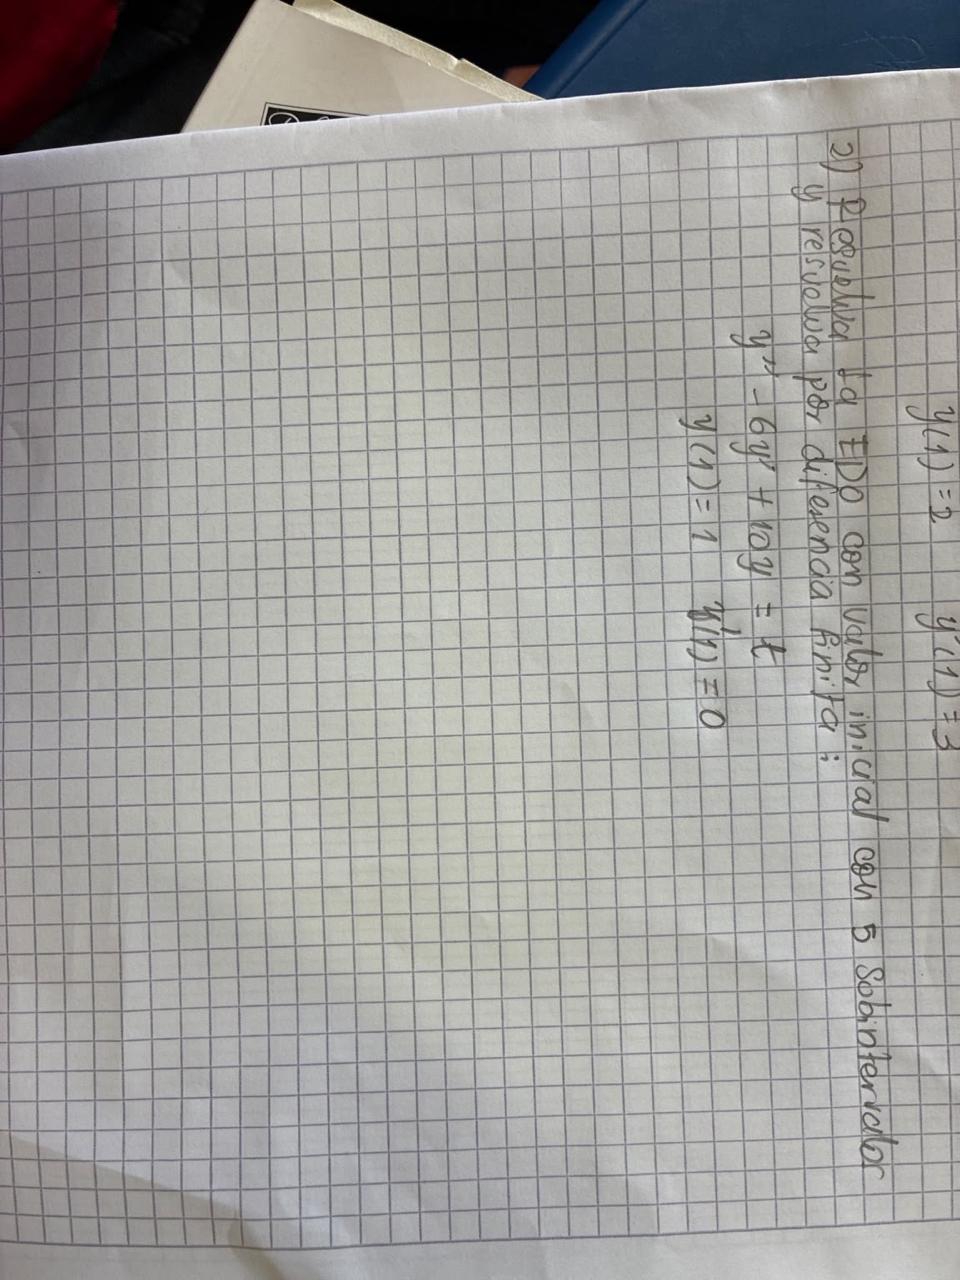 y(1) = 2 y'(1) = 3
2) Resuelva la EDO con valor inicial con 5 Sobintervalor
y resuelva por diferencia finita:
y'' - 6y' + 10y = t
y(1) = 1 y'(1) = 0